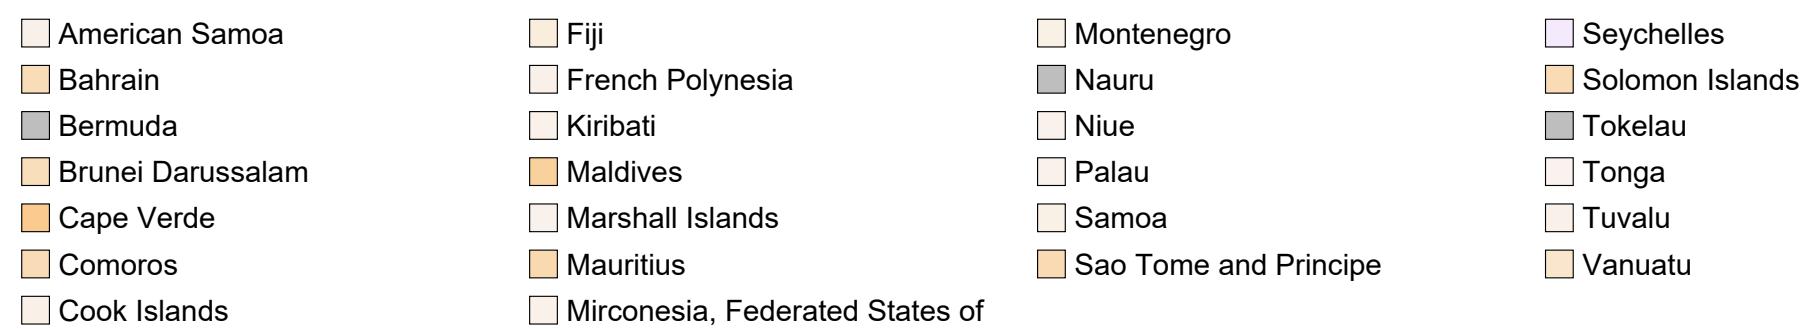 American Samoa
Bahrain
Bermuda
Brunei Darussalam
Cape Verde
Comoros
Cook Islands
Fiji
French Polynesia
Kiribati
Maldives
Marshall Islands
Mauritius
Mirconesia, Federated States of
Montenegro
Nauru
Niue
Palau
Samoa
Sao Tome and Principe
Seychelles
Solomon Islands
Tokelau
Tonga
Tuvalu
Vanuatu